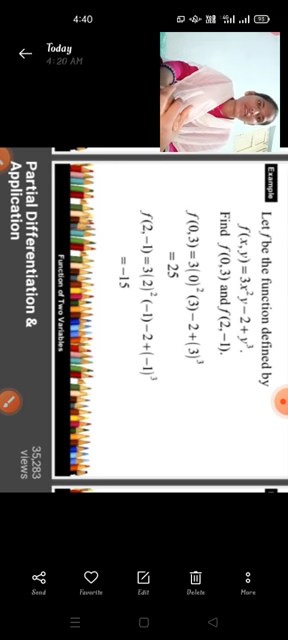 4:40
93
Today
4:20 AM
Example
Let f be the function defined by
f(x, y) = 3x²y − 2 + y³.
Find f(0,3) and f(2, −1).
f(0,3) = 3(0)² (3) − 2 + (3)³
= 25
f(2, −1) = 3(2)² (−1) − 2 + (−1)³
= −15
Function of Two Variables
Partial Differentiation &
Application
35,283
views
Send
Favorite
Edit
Delete
More